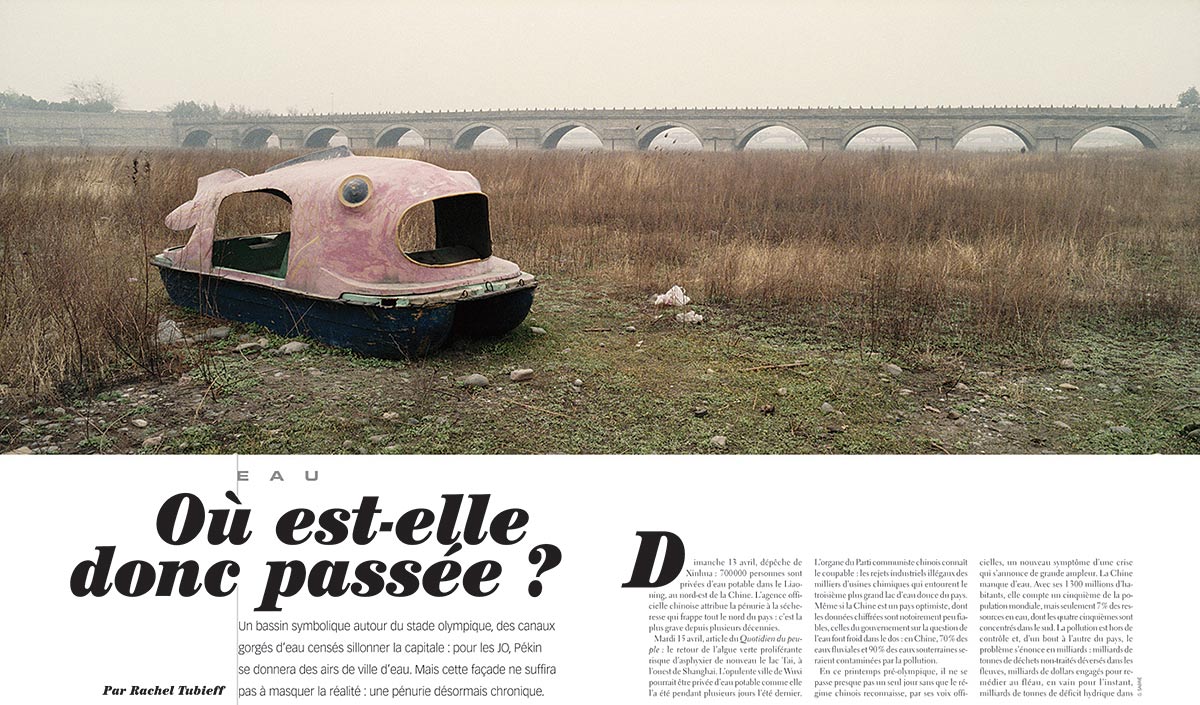 EAU
Où est-elle
donc passée ?
Un bassin symbolique autour du stade olympique, des canaux
gorgés d'eau censés sillonner la capitale : pour les JO, Pékin
se donnera des airs de ville d'eau. Mais cette façade ne suffira
pas à masquer la réalité : une pénurie désormais chronique.
Par Rachel Tubieff
Dimanche 13 avril, dépêche de
Xinhua : 700000 personnes sont
privées d'eau potable dans le Liao-
ning, au nord-est de la Chine. L'agence offi-
cielle chinoise attribue la pénurie à la séche-
resse qui frappe tout le nord du pays : c'est la
plus grave depuis plusieurs décennies.
Mardi 15 avril, article du Quotidien du peu-
ple : le retour de l'algue verte proliférante
risque d'asphyxier de nouveau le lac Tai, à
l'ouest de Shanghai. L'opulente ville de Wuxi
pourrait être privée d'eau potable comme elle
l'a été pendant plusieurs jours l'été dernier.
L'organe du Parti communiste chinois connaît
le coupable : les rejets industriels illégaux des
milliers d'usines chimiques qui entourent le
troisième plus grand lac d'eau douce du pays.
Même si la Chine est un pays optimiste, dont
les données chiffrées sont notoirement peu fia-
bles, celles du gouvernement sur la question de
l'eau font froid dans le dos : en Chine, 70% des
eaux fluviales et 90% des eaux souterraines se-
raient contaminées par la pollution.
En ce printemps pré-olympique, il ne se
passe presque pas un seul jour sans que le ré-
gime chinois reconnaisse, par ses voix offi-
cielles, un nouveau symptôme d'une crise
qui s'annonce de grande ampleur. La Chine
manque d'eau. Avec ses 1300 millions d'ha-
bitants, elle compte un cinquième de la po-
pulation mondiale, mais seulement 7% des res-
sources en eau, dont les quatre cinquièmes sont
concentrés dans le sud. La pollution est hors de
contrôle et, d'un bout à l'autre du pays, le
problème s'énonce en milliards : milliards de
tonnes de déchets non-traités déversés dans les
fleuves, milliards de dollars engagés pour re-
médier au fléau, en vain pour l'instant,
milliards de tonnes de déficit hydrique dans